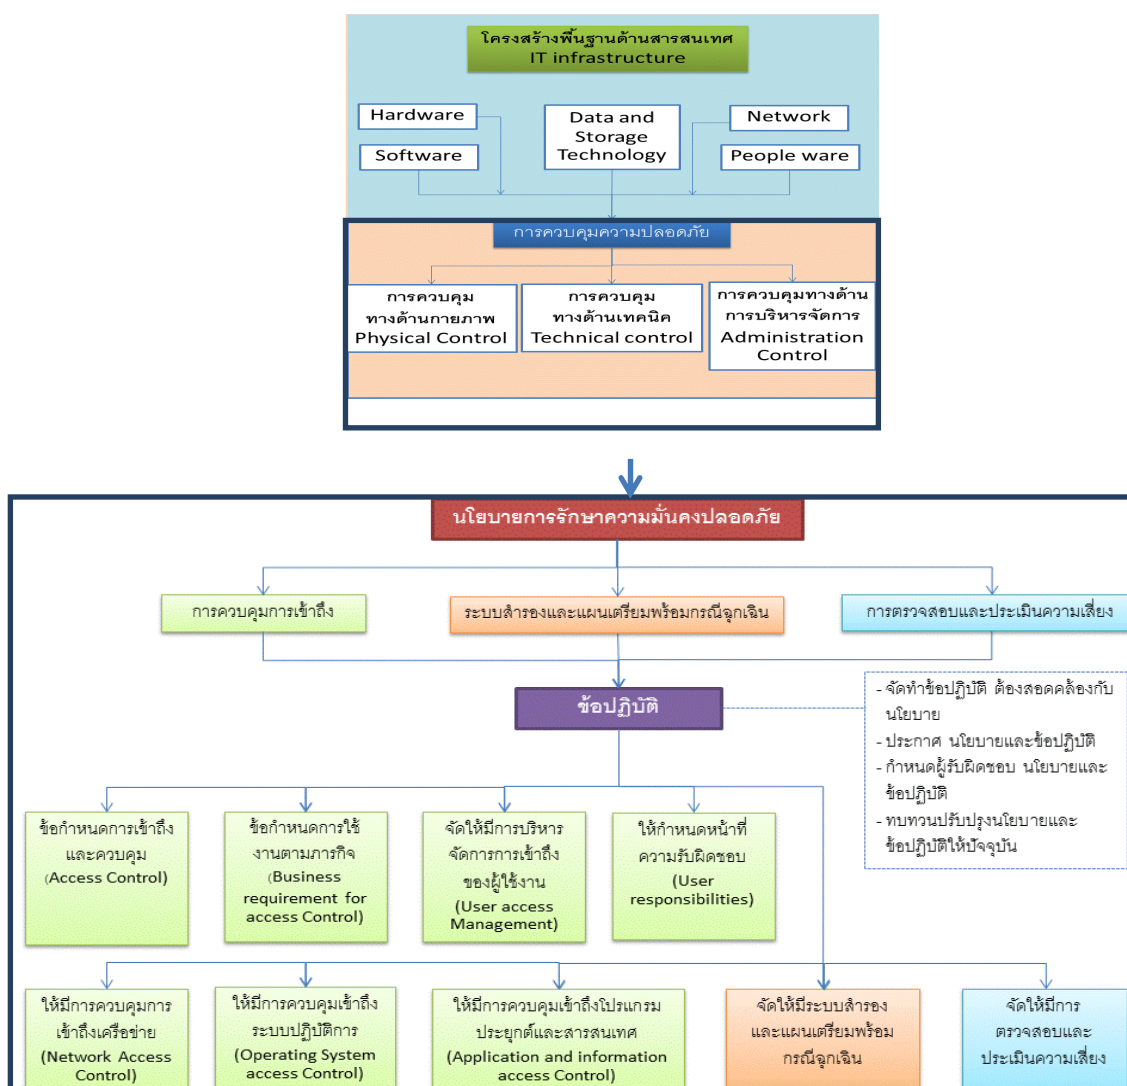 โครงสร้างพื้นฐานด้านสารสนเทศ
IT infrastructure
Hardware
Software
Data and
Storage
Technology
Network
People ware
การควบคุมความปลอดภัย
การควบคุม
ทางด้านกายภาพ
Physical Control
การควบคุม
ทางด้านเทคนิค
Technical control
การควบคุมทางด้าน
การบริหารจัดการ
Administration
Control
นโยบายการรักษาความมั่นคงปลอดภัย
การควบคุมการเข้าถึง
ระบบสำรองและแผนเตรียมพร้อมกรณีฉุกเฉิน
การตรวจสอบและประเมินความเสี่ยง
ข้อปฏิบัติ
- จัดทำข้อปฏิบัติ ต้องสอดคล้องกับ
นโยบาย
- ประกาศ นโยบายและข้อปฏิบัติ
- กำหนดผู้รับผิดชอบ นโยบายและ
ข้อปฏิบัติ
- ทบทวนปรับปรุงนโยบายและ
ข้อปฏิบัติให้ปัจจุบัน
ข้อกำหนดการเข้าถึง
และควบคุม
(Access Control)
ข้อกำหนดการใช้
งานตามภารกิจ
(Business
requirement for
access Control)
จัดให้มีการบริหาร
จัดการการเข้าถึง
ของผู้ใช้งาน
(User access
Management)
ให้กำหนดหน้าที่
ความรับผิดชอบ
(User
responsibilities)
ให้มีการควบคุมการ
เข้าถึงเครือข่าย
(Network Access
Control)
ให้มีการควบคุมเข้าถึง
ระบบปฏิบัติการ
(Operating System
access Control)
ให้มีการควบคุมเข้าถึงโปรแกรม
ประยุกต์และสารสนเทศ
(Application and information
access Control)
จัดให้มีระบบสำรอง
และแผนเตรียมพร้อม
กรณีฉุกเฉิน
จัดให้มีการ
ตรวจสอบและ
ประเมินความเสี่ยง